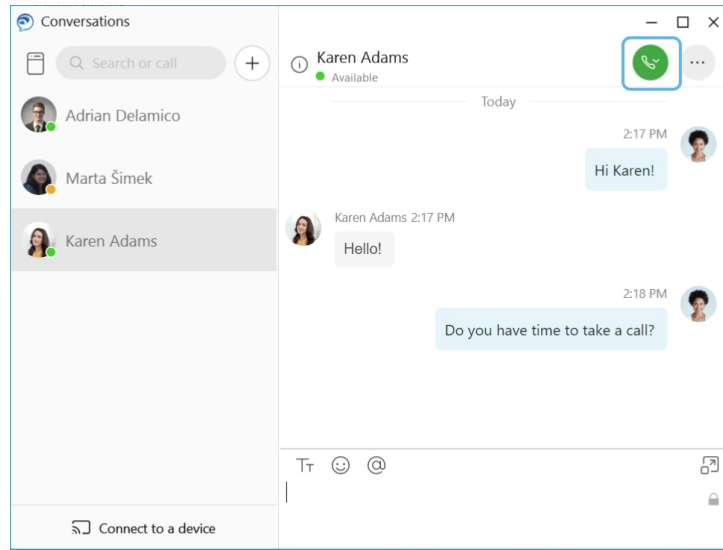 Conversations
Search or call
Adrian Delamico
Marta Šimek
Karen Adams
Connect to a device
Karen Adams
Available
Today
2:17 PM
Hi Karen!
Karen Adams 2:17 PM
Hello!
2:18 PM
Do you have time to take a call?